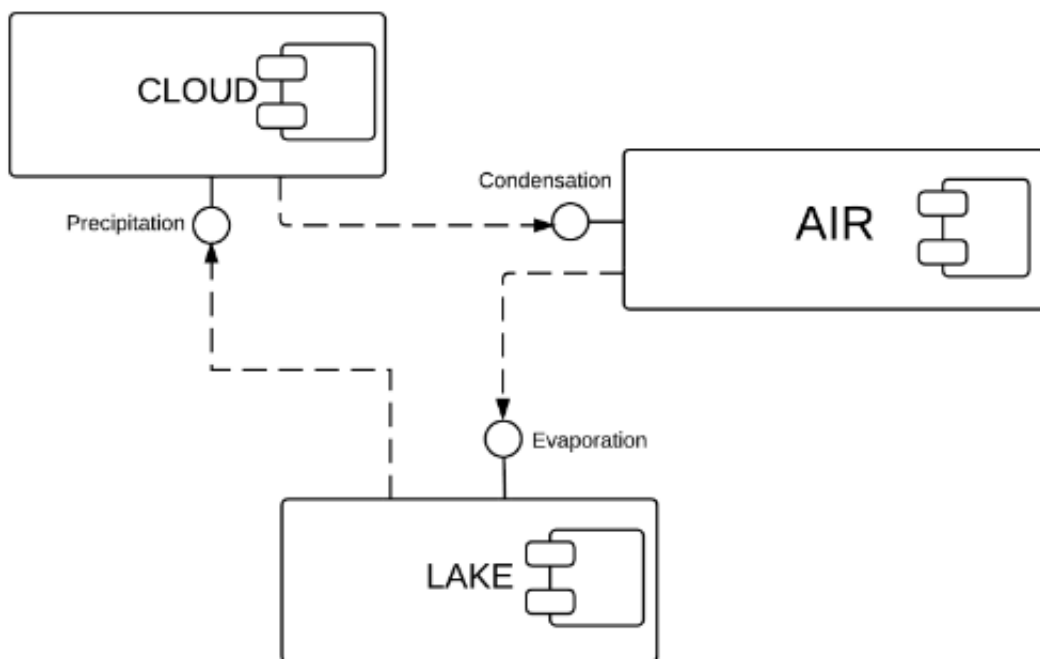 CLOUD
Condensation
Precipitation
AIR
Evaporation
LAKE